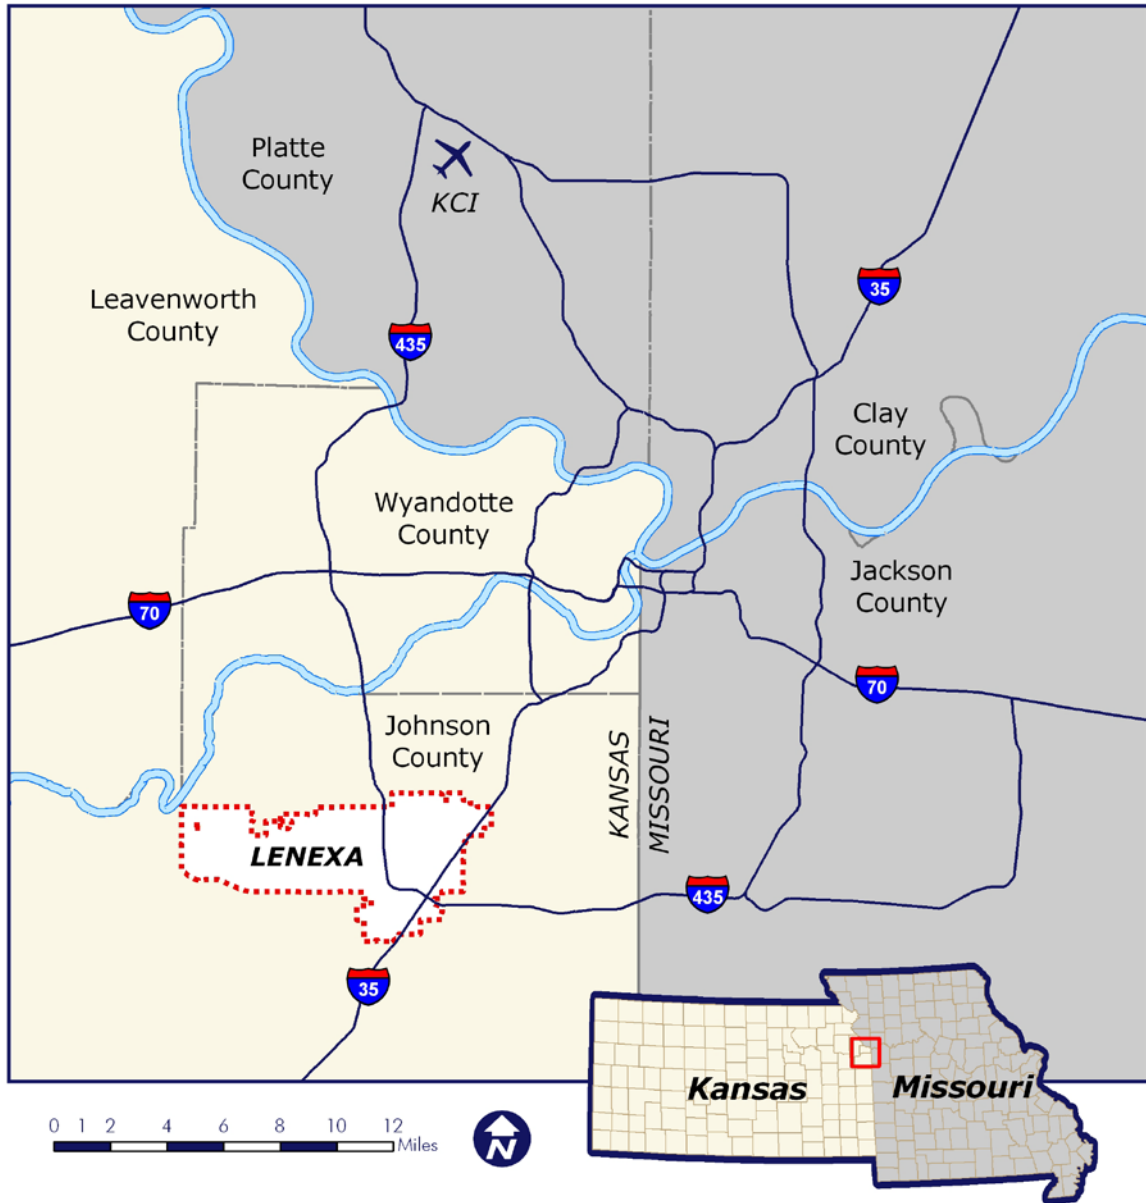 Platte
County
KCI
Leavenworth
County
35
435
Clay
County
Wyandotte
County
Jackson
County
70
70
Johnson
County
KANSAS
MISSOURI
LENEXA
435
35
Kansas
Missouri
0 1 2 4 6 8 10 12
Miles
N